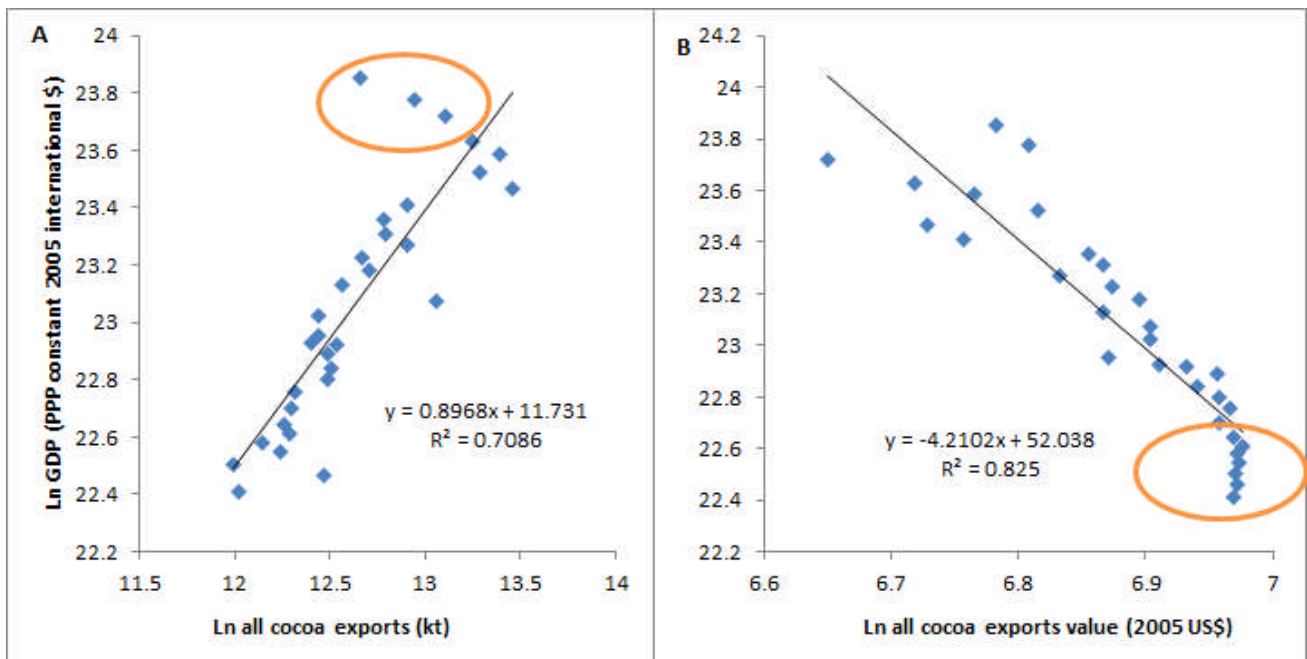 A
Ln GDP (PPP constant 2005 international $)
24
23.8
23.6
23.4
23.2
23
22.8
22.6
22.4
22.2
y = 0.8968x + 11.731
R² = 0.7086
11.5 12 12.5 13 13.5 14
Ln all cocoa exports (kt)
B
24.2
24
23.8
23.6
23.4
23.2
23
22.8
22.6
22.4
22.2
y = -4.2102x + 52.038
R² = 0.825
6.6 6.7 6.8 6.9 7
Ln all cocoa exports value (2005 US$)